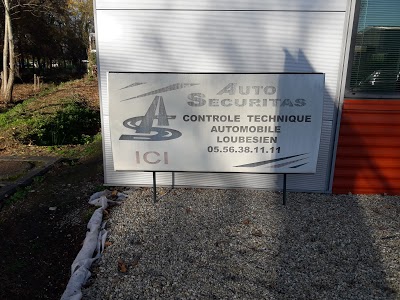 AUTO
SECURITAS
CONTROLE TECHNIQUE
AUTOMOBILE
LOUBESIEN
05.56.38.11.11
ICI